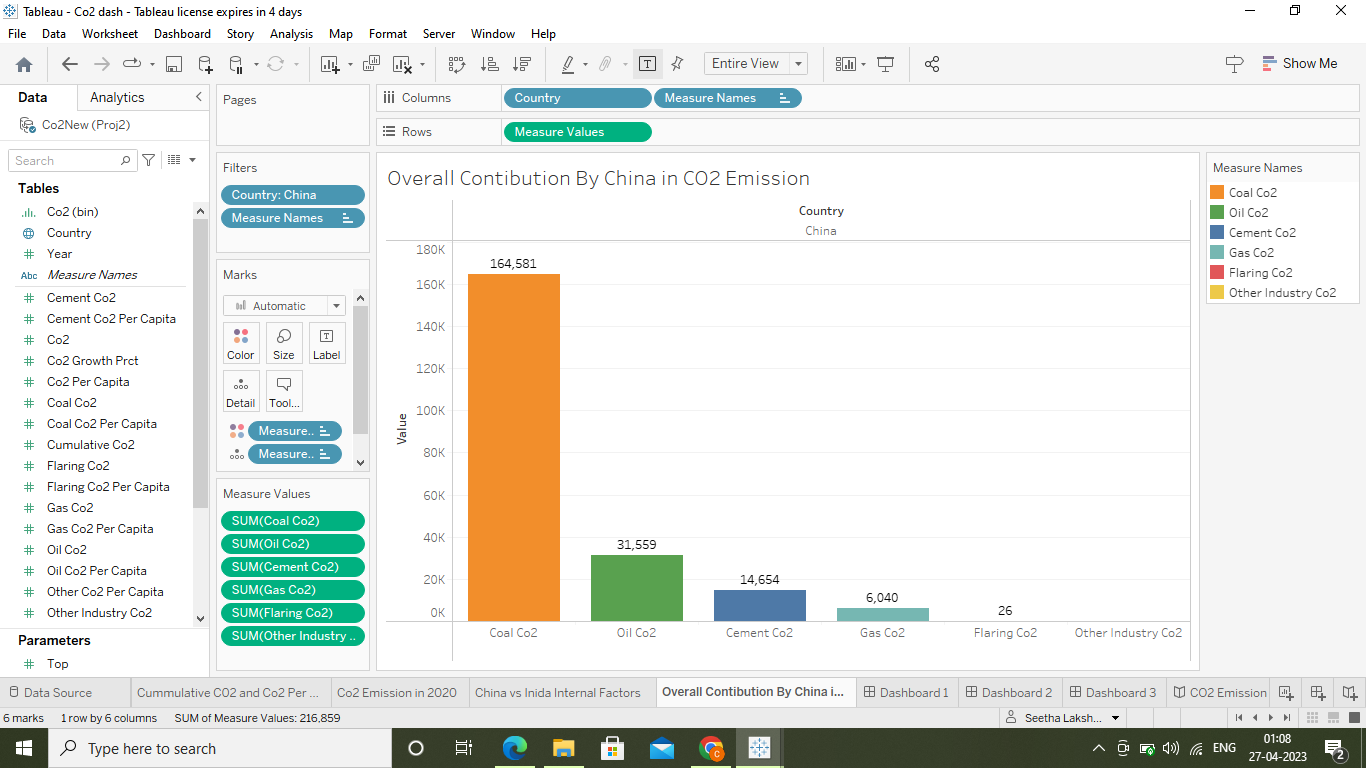 Tableau - Co2 dash - Tableau license expires in 4 days
File Data Worksheet Dashboard Story Analysis Map Format Server Window Help
Entire View
Show Me
Data Analytics
Co2New (Proj2)
Search
Tables
Co2 (bin)
Country
Year
Abc Measure Names
Cement Co2
Cement Co2 Per Capita
Co2
Co2 Growth Prct
Co2 Per Capita
Coal Co2
Coal Co2 Per Capita
Cumulative Co2
Flaring Co2
Flaring Co2 Per Capita
Gas Co2
Gas Co2 Per Capita
Oil Co2
Oil Co2 Per Capita
Other Co2 Per Capita
Other Industry Co2
Parameters
Top
Pages
Filters
Country: China
Measure Names
Marks
Automatic
Color Size Label
Detail Tool...
Measure..
Measure..
Measure Values
SUM(Coal Co2)
SUM(Oil Co2)
SUM(Cement Co2)
SUM(Gas Co2)
SUM(Flaring Co2)
SUM(Other Industry ..
Columns Country Measure Names
Rows Measure Values
Overall Contibution By China in CO2 Emission
Country
China
Value
180K
160K
140K
120K
100K
80K
60K
40K
20K
0K
164,581
31,559
14,654
6,040
26
Coal Co2 Oil Co2 Cement Co2 Gas Co2 Flaring Co2 Other Industry Co2
Measure Names
Coal Co2
Oil Co2
Cement Co2
Gas Co2
Flaring Co2
Other Industry Co2
Data Source Cummulative CO2 and Co2 Per ... Co2 Emission in 2020 China vs Inida Internal Factors Overall Contibution By China i... Dashboard 1 Dashboard 2 Dashboard 3 CO2 Emission
6 marks 1 row by 6 columns SUM of Measure Values: 216,859 Seetha Laksh...
Type here to search
ENG
01:08
27-04-2023
2